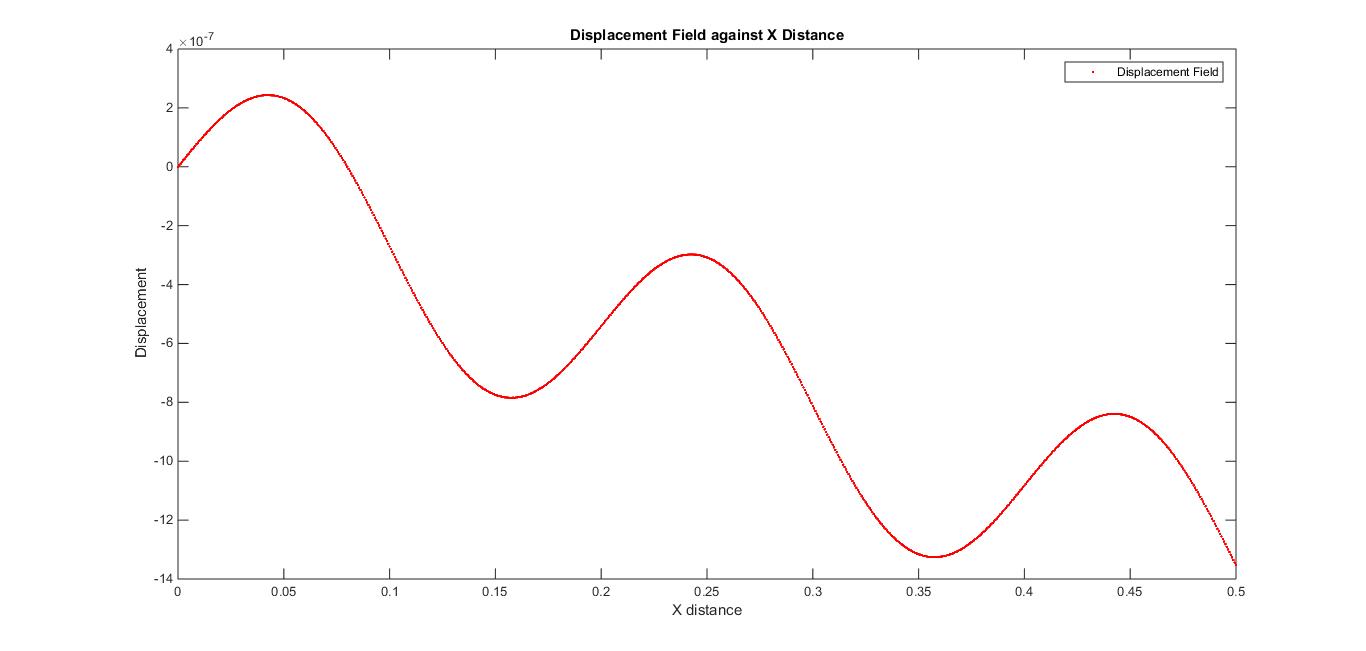 Displacement Field against X Distance
×10-7
Displacement Field
4
2
0
-2
-4
-6
-8
-10
-12
-14
Displacement
0 0.05 0.1 0.15 0.2 0.25 0.3 0.35 0.4 0.45 0.5
X distance